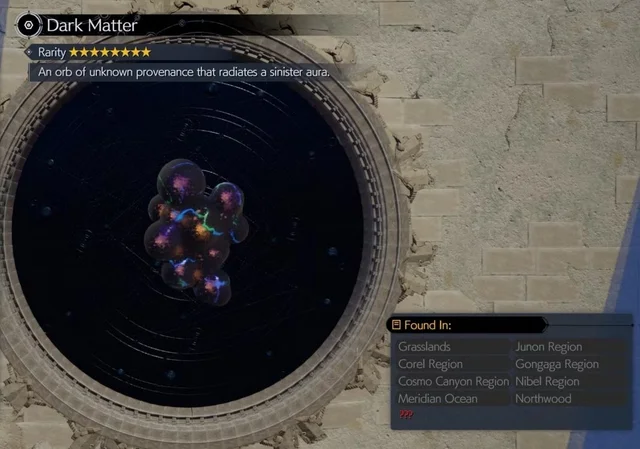 Dark Matter
Rarity ★★★★★★★★
An orb of unknown provenance that radiates a sinister aura.
Found In:
Grasslands Junon Region
Corel Region Gongaga Region
Cosmo Canyon Region Nibel Region
Meridian Ocean Northwood
???